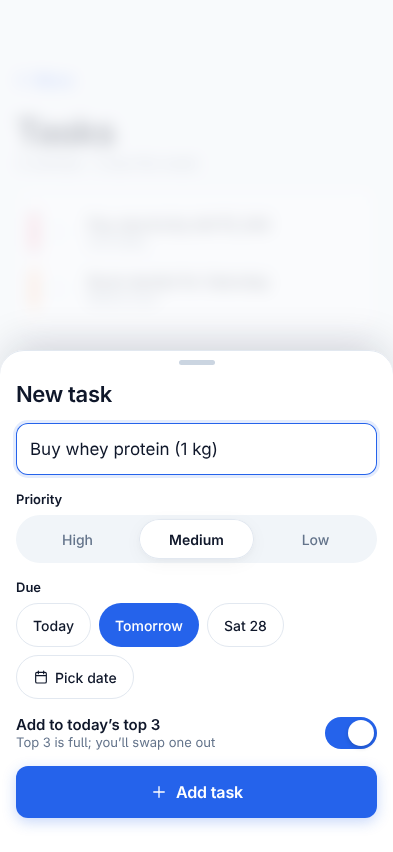 New task
Buy whey protein (1 kg)
Priority
High Medium Low
Due
Today Tomorrow Sat 28
Pick date
Add to today’s top 3
Top 3 is full; you’ll swap one out
Add task